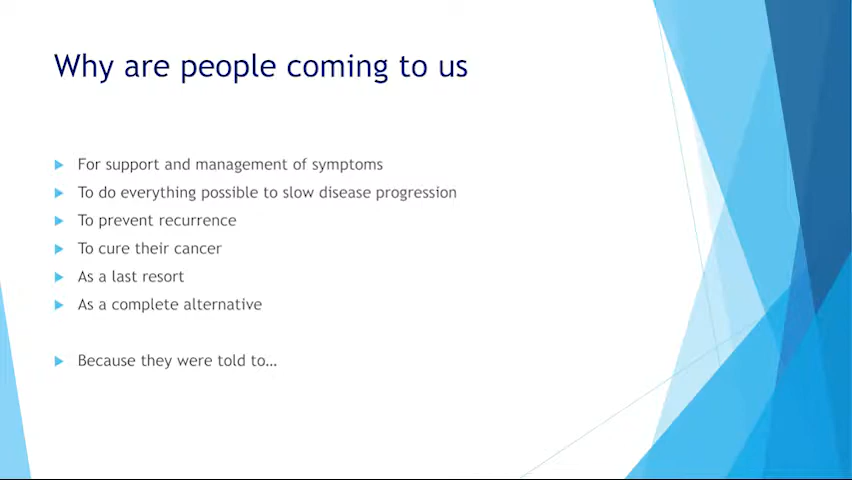 Why are people coming to us
For support and management of symptoms
To do everything possible to slow disease progression
To prevent recurrence
To cure their cancer
As a last resort
As a complete alternative
Because they were told to…